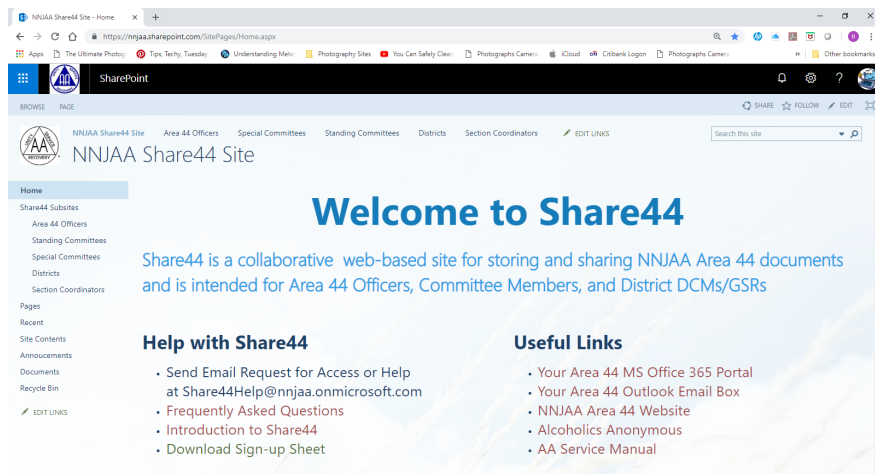 NNJAA Share44 Site - Home
https://nnjaa.sharepoint.com/SitePages/Home.aspx
Apps The Ultimate Photog Tips, Techy, Tuesday Understanding Meter Photography Sites You Can Safely Clean Photographs Camera iCloud Citibank Logon Photographs Camera » Other bookmarks
AA SharePoint ?
BROWSE PAGE SHARE FOLLOW EDIT
NNJAA Share44 Site Area 44 Officers Special Committees Standing Committees Districts Section Coordinators EDIT LINKS Search this site
UNITY SERVICE
AA
RECOVERY
NNJAA Share44 Site
Home
Share44 Subsites
Area 44 Officers
Standing Committees
Special Committees
Districts
Section Coordinators
Pages
Recent
Site Contents
Annoucements
Documents
Recycle Bin
EDIT LINKS
Welcome to Share44
Share44 is a collaborative web-based site for storing and sharing NNJAA Area 44 documents
and is intended for Area 44 Officers, Committee Members, and District DCMs/GSRs
Help with Share44
• Send Email Request for Access or Help
at Share44Help@nnjaa.onmicrosoft.com
• Frequently Asked Questions
• Introduction to Share44
• Download Sign-up Sheet
Useful Links
• Your Area 44 MS Office 365 Portal
• Your Area 44 Outlook Email Box
• NNJAA Area 44 Website
• Alcoholics Anonymous
• AA Service Manual